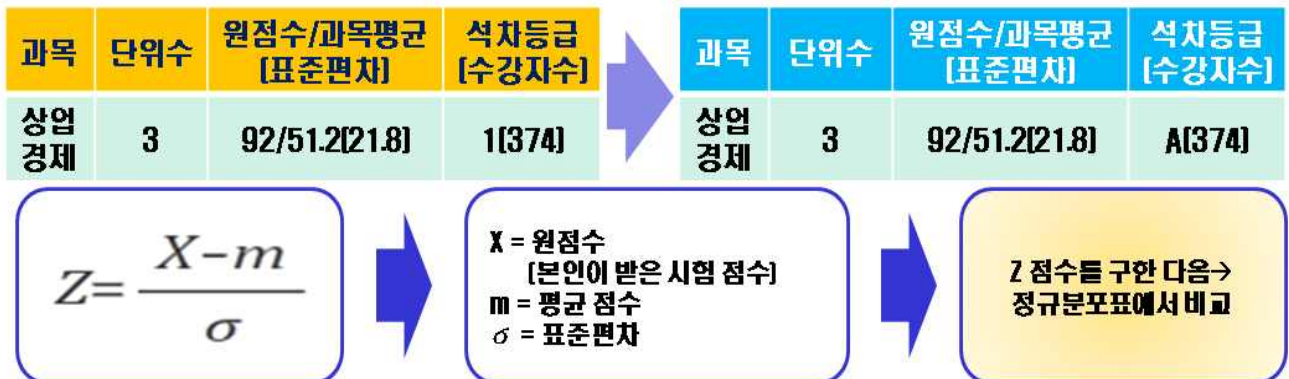 과목 단위수 원점수/과목평균 석차등급
(표준편차) (수강자수)
상업 3 92/51.2(21.8) 1(374)
경제
과목 단위수 원점수/과목평균 석차등급
(표준편차) (수강자수)
상업 3 92/51.2(21.8) A(374)
경제
Z= X−m
σ
X = 원점수
(본인이 받은 시험 점수)
m = 평균 점수
σ = 표준편차
Z 점수를 구한 다음→
정규분포표에서 비교